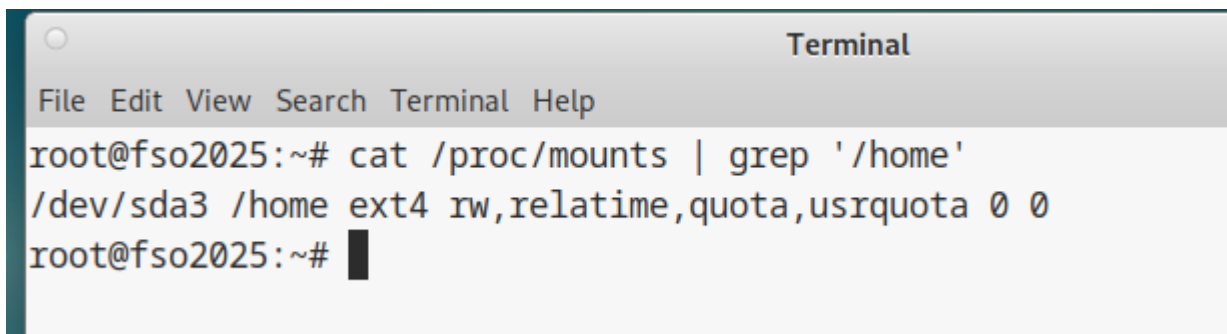 Terminal
File Edit View Search Terminal Help
root@fso2025:~# cat /proc/mounts | grep '/home'
/dev/sda3 /home ext4 rw,relatime,quota,usrquota 0 0
root@fso2025:~#